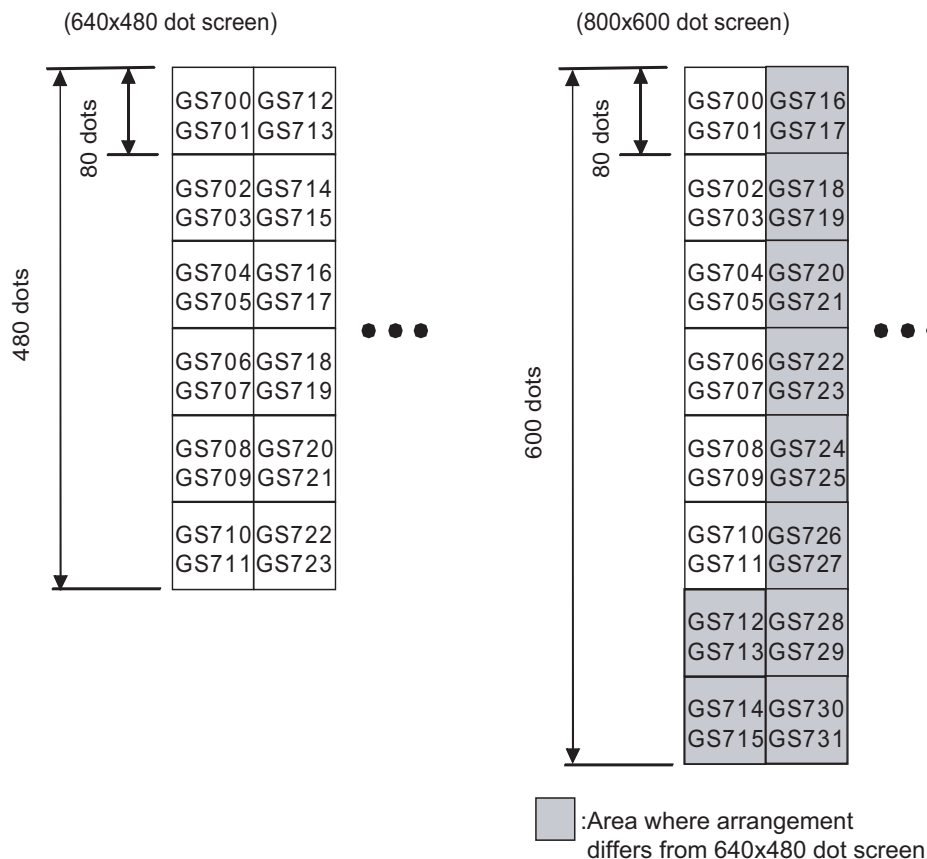 (640x480 dot screen)
80 dots
480 dots
GS700 GS712
GS701 GS713
GS702 GS714
GS703 GS715
GS704 GS716
GS705 GS717
GS706 GS718
GS707 GS719
GS708 GS720
GS709 GS721
GS710 GS722
GS711 GS723
(800x600 dot screen)
80 dots
600 dots
GS700 GS716
GS701 GS717
GS702 GS718
GS703 GS719
GS704 GS720
GS705 GS721
GS706 GS722
GS707 GS723
GS708 GS724
GS709 GS725
GS710 GS726
GS711 GS727
GS712 GS728
GS713 GS729
GS714 GS730
GS715 GS731
:Area where arrangement
differs from 640x480 dot screen